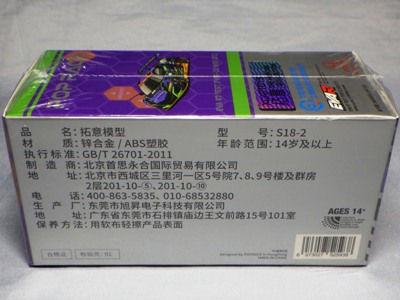 品 名: 拓意模型
型 号: S18-2
材 质: 锌合金/ABS塑胶
年龄范围: 14岁及以上
执行标准: GB/T 26701-2011
制 造 商: 北京首思永合国际贸易有限公司
地 址: 北京市西城区三里河一区5号院7、8、9号楼及群房
2层201-10-⑤、201-10-⑩
电 话: 400-863-5835、010-68532880
生 产 厂: 东莞市旭昇电子科技有限公司
地 址: 广东省东莞市石排镇庙边王文前路15号101室
保养方法: 用软布轻擦产品表面
AGES 14+
合格证
检验员: 01